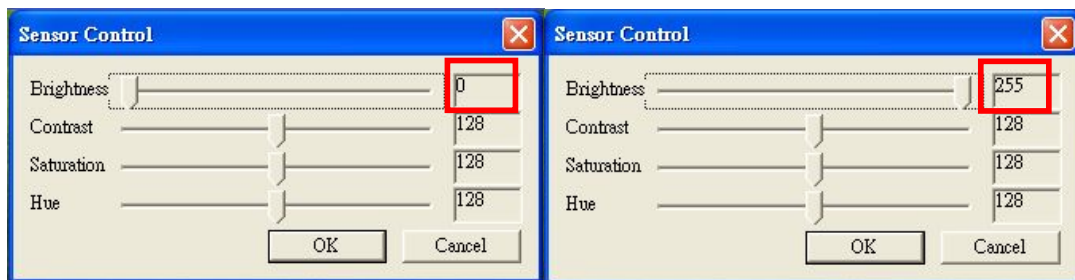 Sensor Control
Brightness 0
Contrast 128
Saturation 128
Hue 128
OK Cancel
Sensor Control
Brightness 255
Contrast 128
Saturation 128
Hue 128
OK Cancel